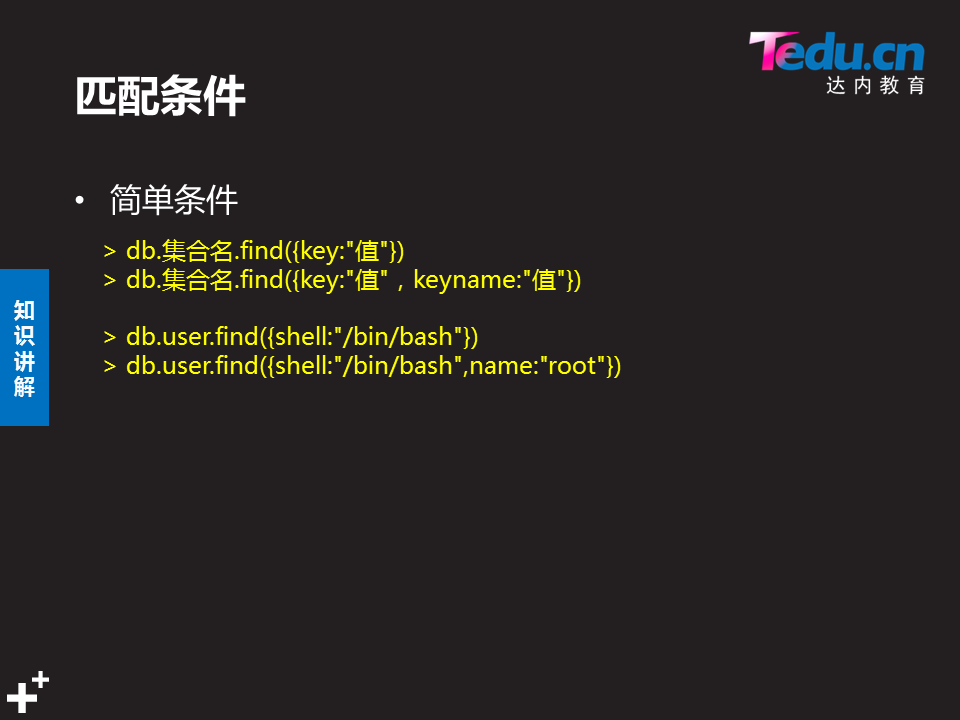 Tedu.cn
达内教育
匹配条件
• 简单条件
> db.集合名.find({key:"值"})
> db.集合名.find({key:"值"，keyname:"值"})
> db.user.find({shell:"/bin/bash"})
> db.user.find({shell:"/bin/bash",name:"root"})
知识讲解